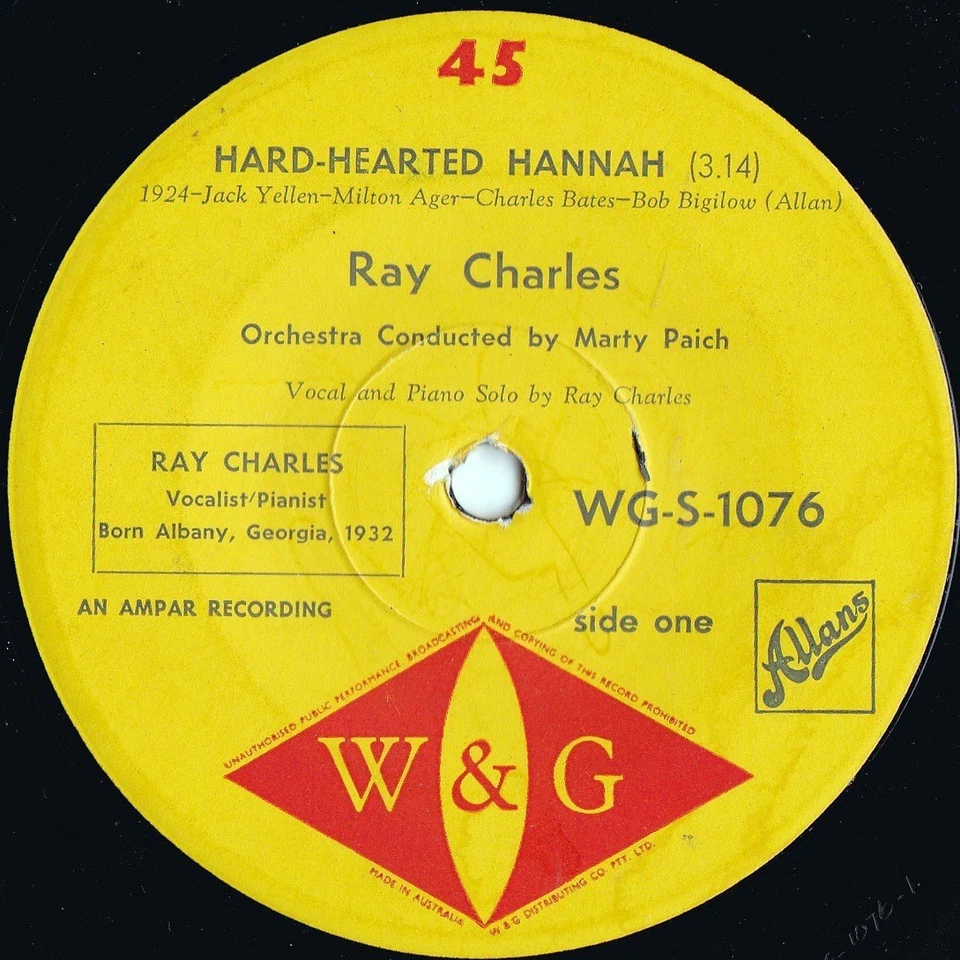 45
HARD-HEARTED HANNAH (3.14)
1924-Jack Yellen-Milton Ager-Charles Bates-Bob Bigilow (Allan)
Ray Charles
Orchestra Conducted by Marty Paich
Vocal and Piano Solo by Ray Charles
RAY CHARLES
Vocalist/Pianist
Born Albany, Georgia, 1932
WG-S-1076
AN AMPAR RECORDING
side one
Allans
UNAUTHORISED PUBLIC PERFORMANCE BROADCASTING AND COPYING OF THIS RECORD PROHIBITED
W & G
MADE IN AUSTRALIA
W & G DISTRIBUTING CO. PTY. LTD.